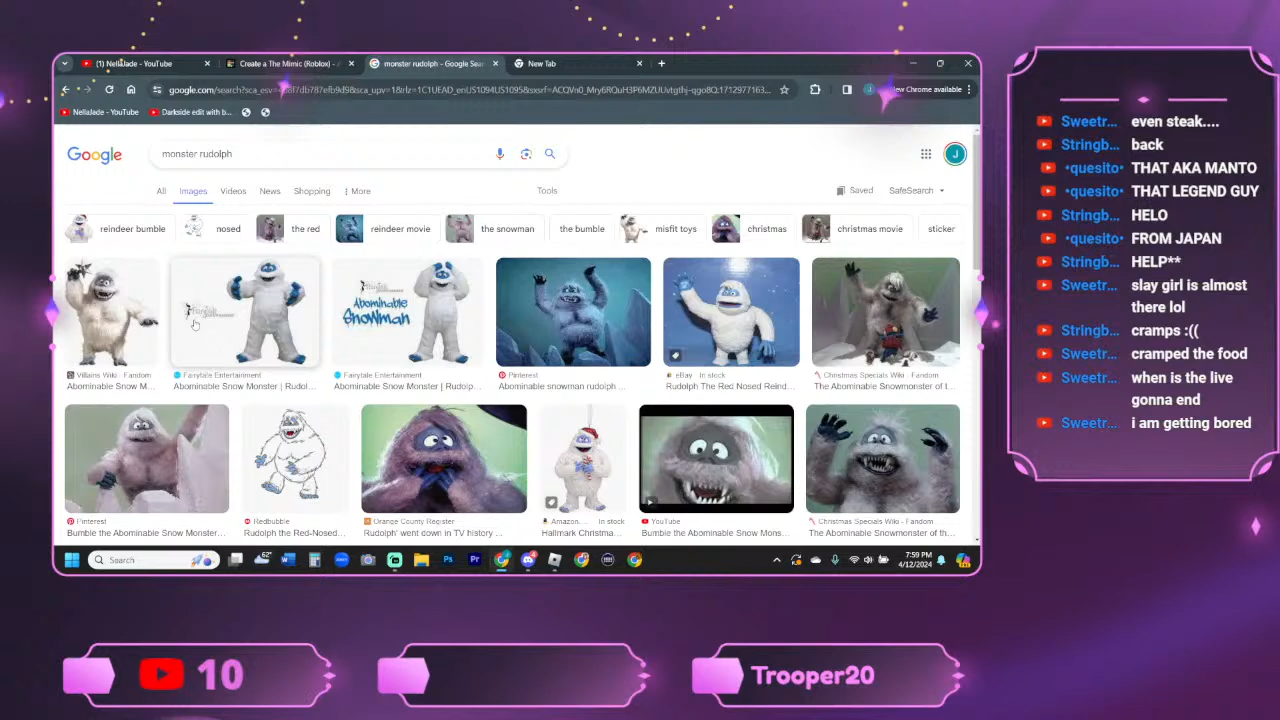 (1) NellaJade - YouTube
Create a The Mimic (Roblox) - A
monster rudolph - Google Sea
New Tab
New Chrome available
NellaJade - YouTube
Darkside edit with b...
Google
monster rudolph
J
All
Images
Videos
News
Shopping
More
Tools
Saved
SafeSearch
reindeer bumble
nosed
the red
reindeer movie
the snowman
the bumble
misfit toys
christmas
christmas movie
sticker
Abominable
Snowman
Villains Wiki - Fandom
Abominable Snow M...
Fairytale Entertainment
Abominable Snow Monster | Rudol...
Fairytale Entertainment
Abominable Snow Monster | Rudolp...
Pinterest
Abominable snowman rudolph ...
eBay · In stock
Rudolph The Red Nosed Reind...
Christmas Specials Wiki - Fandom
The Abominable Snowmonster of t...
Pinterest
Bumble the Abominable Snow Monster...
Redbubble
Rudolph the Red-Nosed...
Orange County Register
Rudolph' went down in TV history ...
Amazon... In stock
Hallmark Christma...
YouTube
Bumble the Abominable Snow Mons...
Christmas Specials Wiki - Fandom
The Abominable Snowmonster of th...
Search
62°
Ps
Pr
7:59 PM
4/12/2024
Sweetr... even steak....
Stringb... back
•quesito• THAT AKA MANTO
•quesito• THAT LEGEND GUY
Stringb... HELO
•quesito• FROM JAPAN
Stringb... HELP**
Sweetr... slay girl is almost
there lol
Stringb... cramps :((
Sweetr... cramped the food
Sweetr... when is the live
gonna end
Sweetr... i am getting bored
10
Trooper20